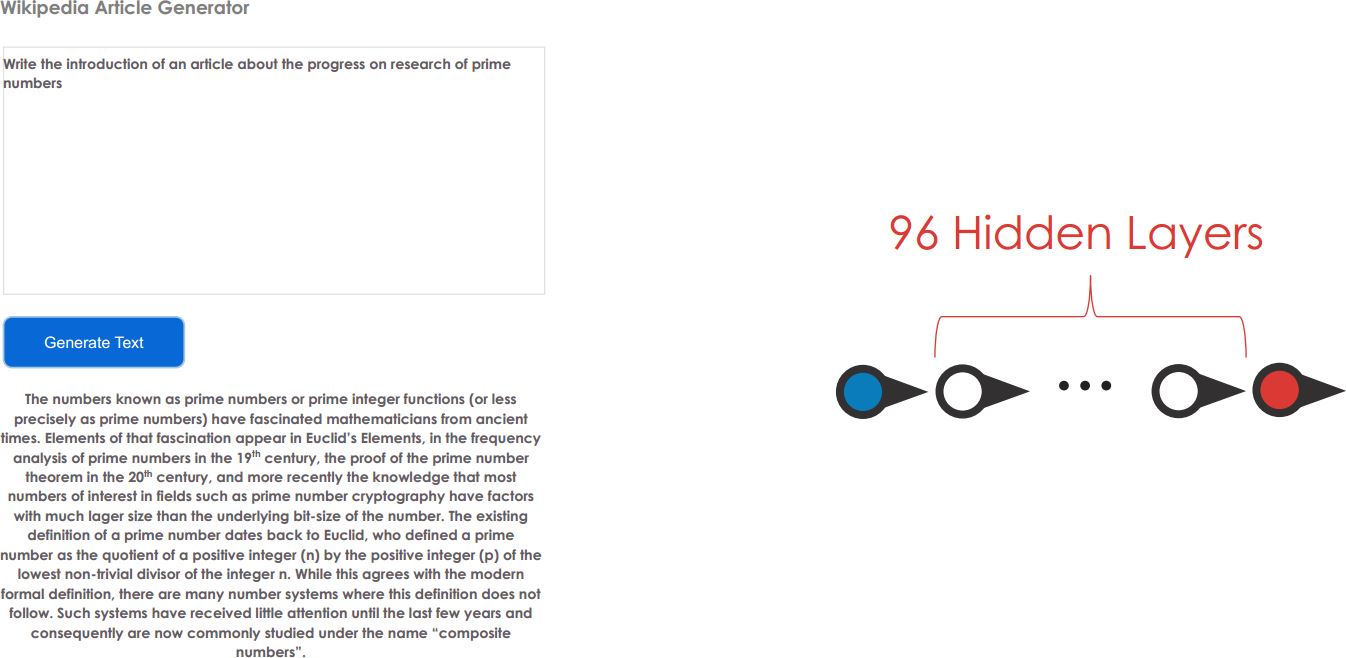 Wikipedia Article Generator
Write the introduction of an article about the progress on research of prime
numbers
Generate Text
The numbers known as prime numbers or prime integer functions (or less
precisely as prime numbers) have fascinated mathematicians from ancient
times. Elements of that fascination appear in Euclid's Elements, in the frequency
analysis of prime numbers in the 19th century, the proof of the prime number
theorem in the 20th century, and more recently the knowledge that most
numbers of interest in fields such as prime number cryptography have factors
with much lager size than the underlying bit-size of the number. The existing
definition of a prime number dates back to Euclid, who defined a prime
number as the quotient of a positive integer (n) by the positive integer (p) of the
lowest non-trivial divisor of the integer n. While this agrees with the modern
formal definition, there are many number systems where this definition does not
follow. Such systems have received little attention until the last few years and
consequently are now commonly studied under the name “composite
numbers”.
96 Hidden Layers